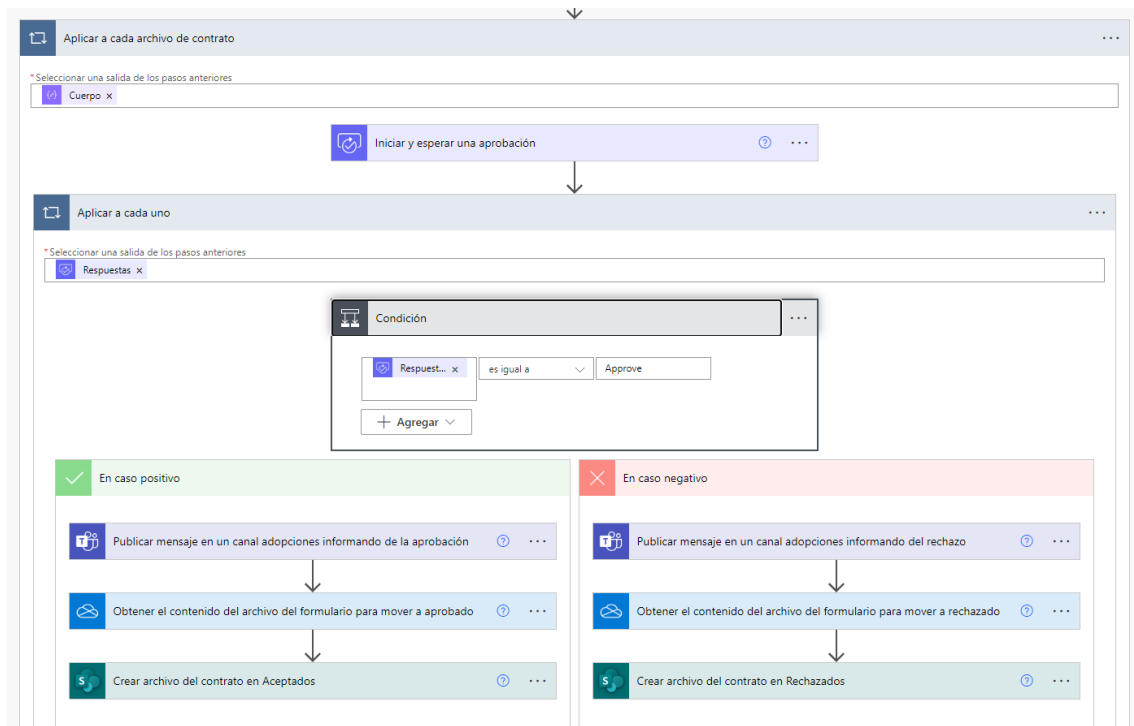 Aplicar a cada archivo de contrato
* Seleccionar una salida de los pasos anteriores
Cuerpo
Iniciar y esperar una aprobación
Aplicar a cada uno
* Seleccionar una salida de los pasos anteriores
Respuestas
Condición
Respuest... es igual a Approve
Agregar
En caso positivo
Publicar mensaje en un canal adopciones informando de la aprobación
Obtener el contenido del archivo del formulario para mover a aprobado
Crear archivo del contrato en Aceptados
En caso negativo
Publicar mensaje en un canal adopciones informando del rechazo
Obtener el contenido del archivo del formulario para mover a rechazado
Crear archivo del contrato en Rechazados